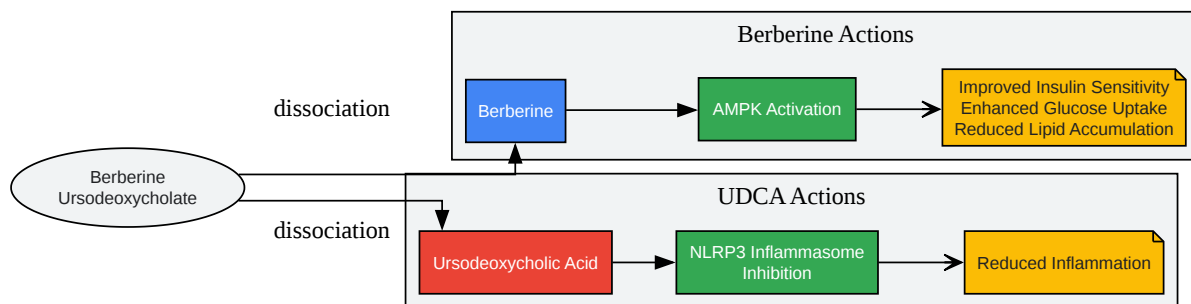 Berberine Actions
dissociation
Berberine
AMPK Activation
Improved Insulin Sensitivity
Enhanced Glucose Uptake
Reduced Lipid Accumulation
Berberine
Ursodeoxycholate
UDCA Actions
dissociation
Ursodeoxycholic Acid
NLRP3 Inflammasome
Inhibition
Reduced Inflammation